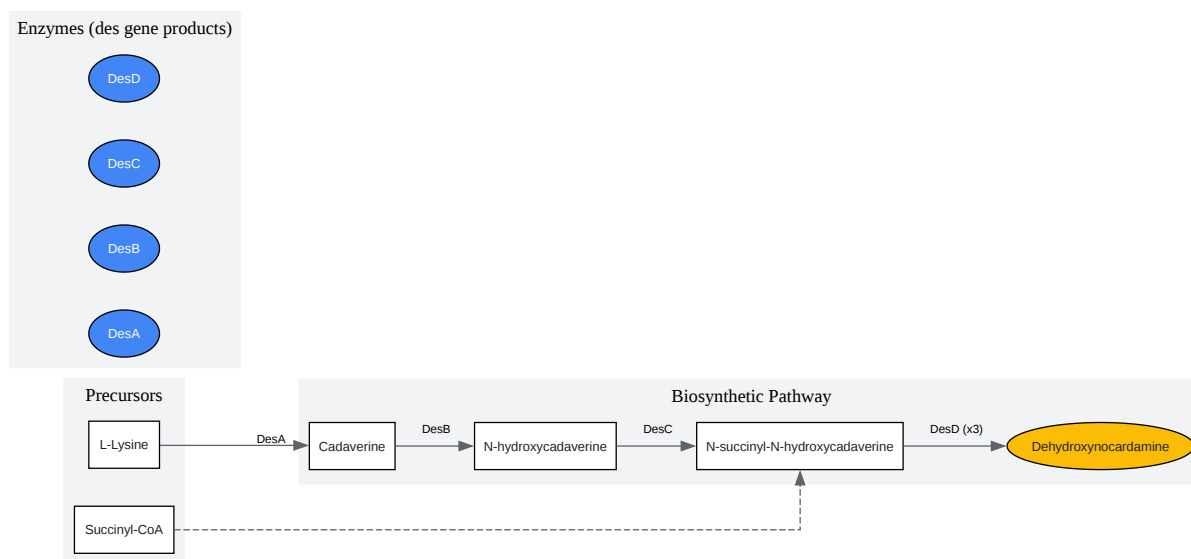 Enzymes (des gene products)
DesD
DesC
DesB
DesA
Precursors
L-Lysine
Succinyl-CoA
Biosynthetic Pathway
DesA
Cadaverine
DesB
N-hydroxycadaverine
DesC
N-succinyl-N-hydroxycadaverine
DesD (x3)
Dehydroxynocardamine